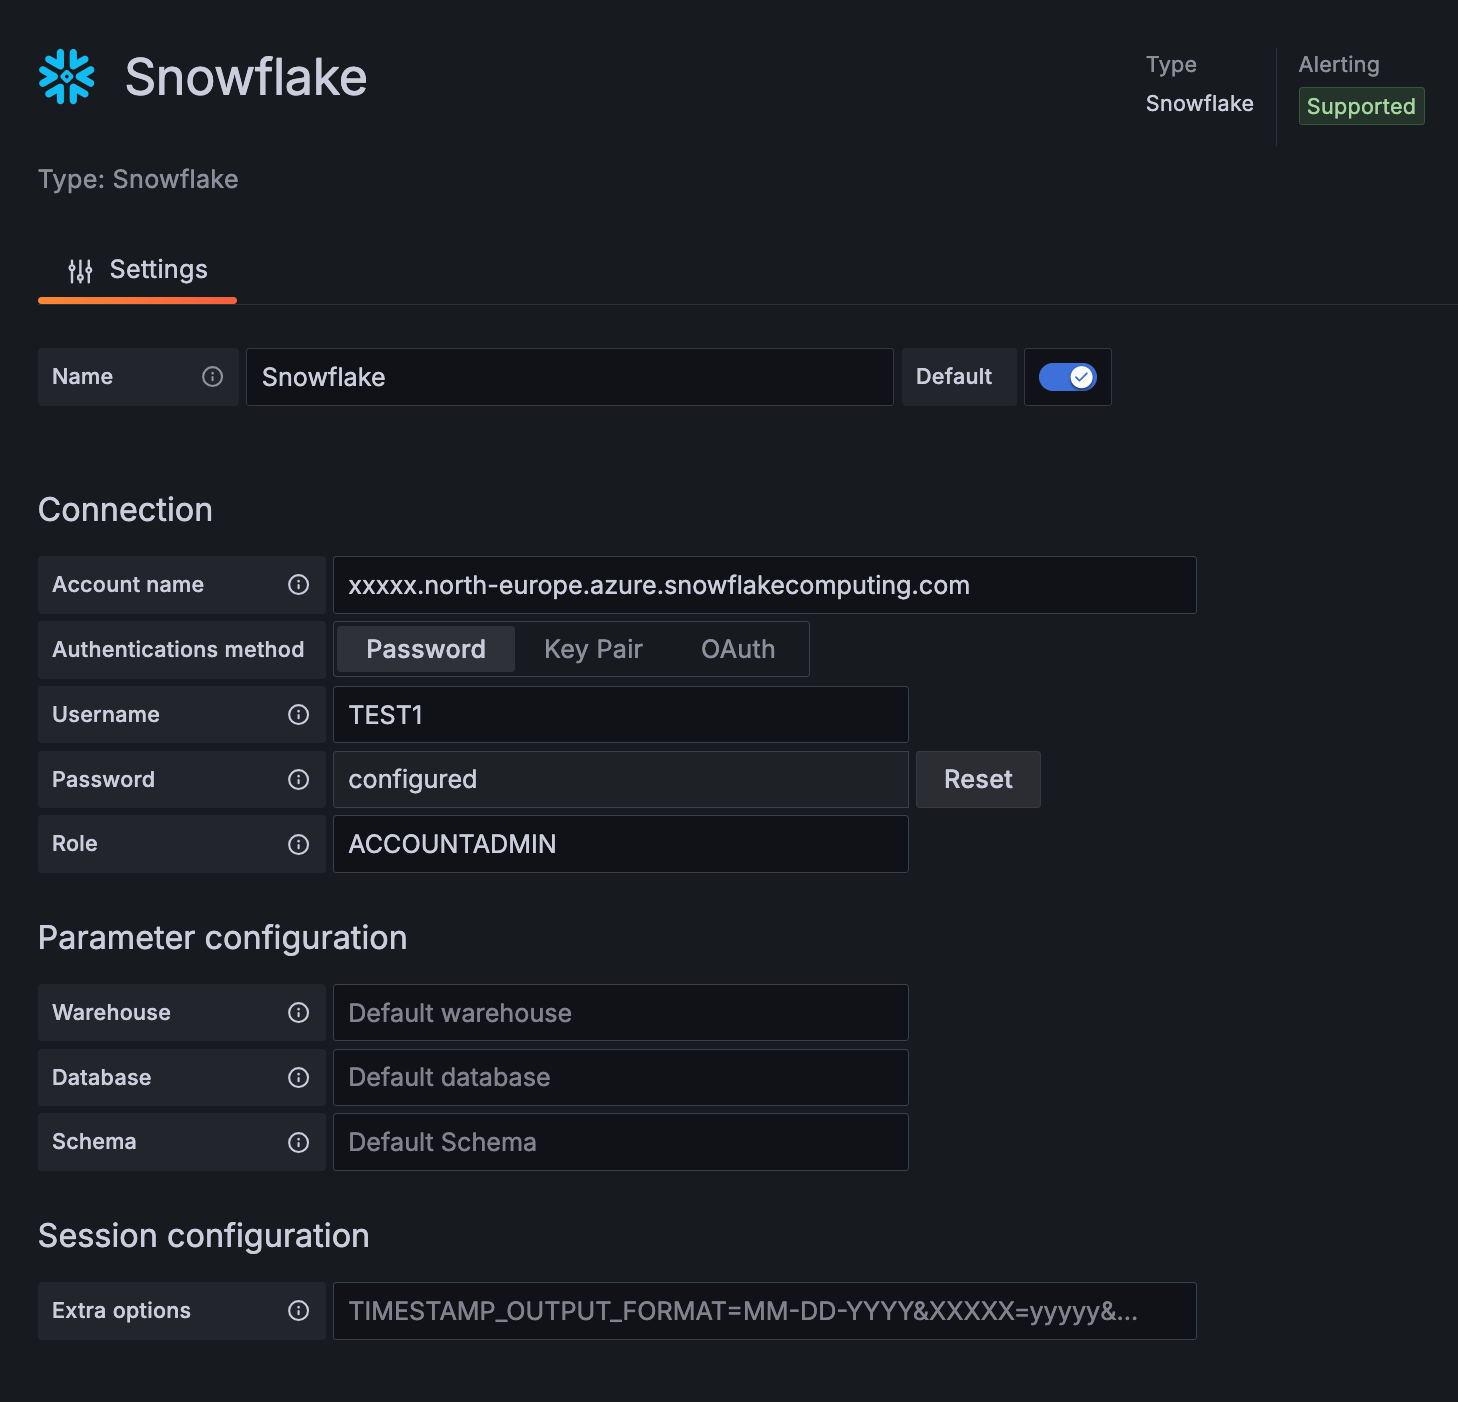 Snowflake
Type
Snowflake
Alerting
Supported
Type: Snowflake
Settings
Name
Snowflake
Default
Connection
Account name
xxxxx.north-europe.azure.snowflakecomputing.com
Authentications method
Password
Key Pair
OAuth
Username
TEST1
Password
configured
Reset
Role
ACCOUNTADMIN
Parameter configuration
Warehouse
Default warehouse
Database
Default database
Schema
Default Schema
Session configuration
Extra options
TIMESTAMP_OUTPUT_FORMAT=MM-DD-YYYY&XXXXX=yyyyy&...